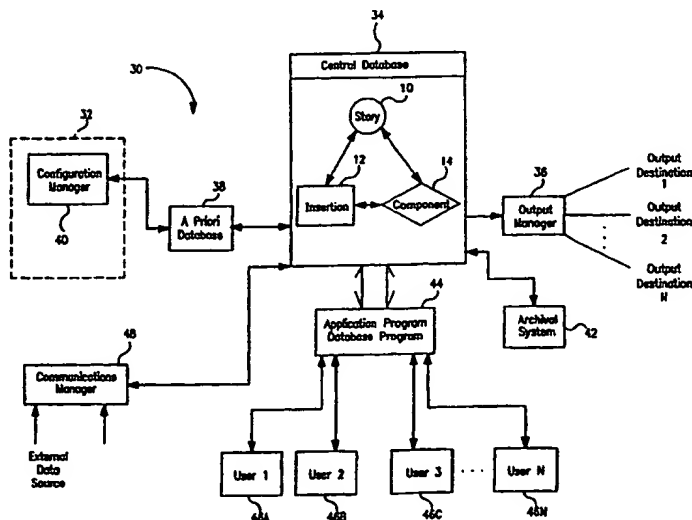 34
Central Database
30
10
Story
32
12
14
Configuration
Manager
38
36
Output
Destination
1
40
A Priori
Database
Insertion
Component
Output
Manager
Output
Destination
2
Output
Destination
N
44
48
Application Program
Database Program
Archival
System
42
Communications
Manager
External
Data
Source
User 1
User 2
User 3
User N
46A
46B
46C
46N